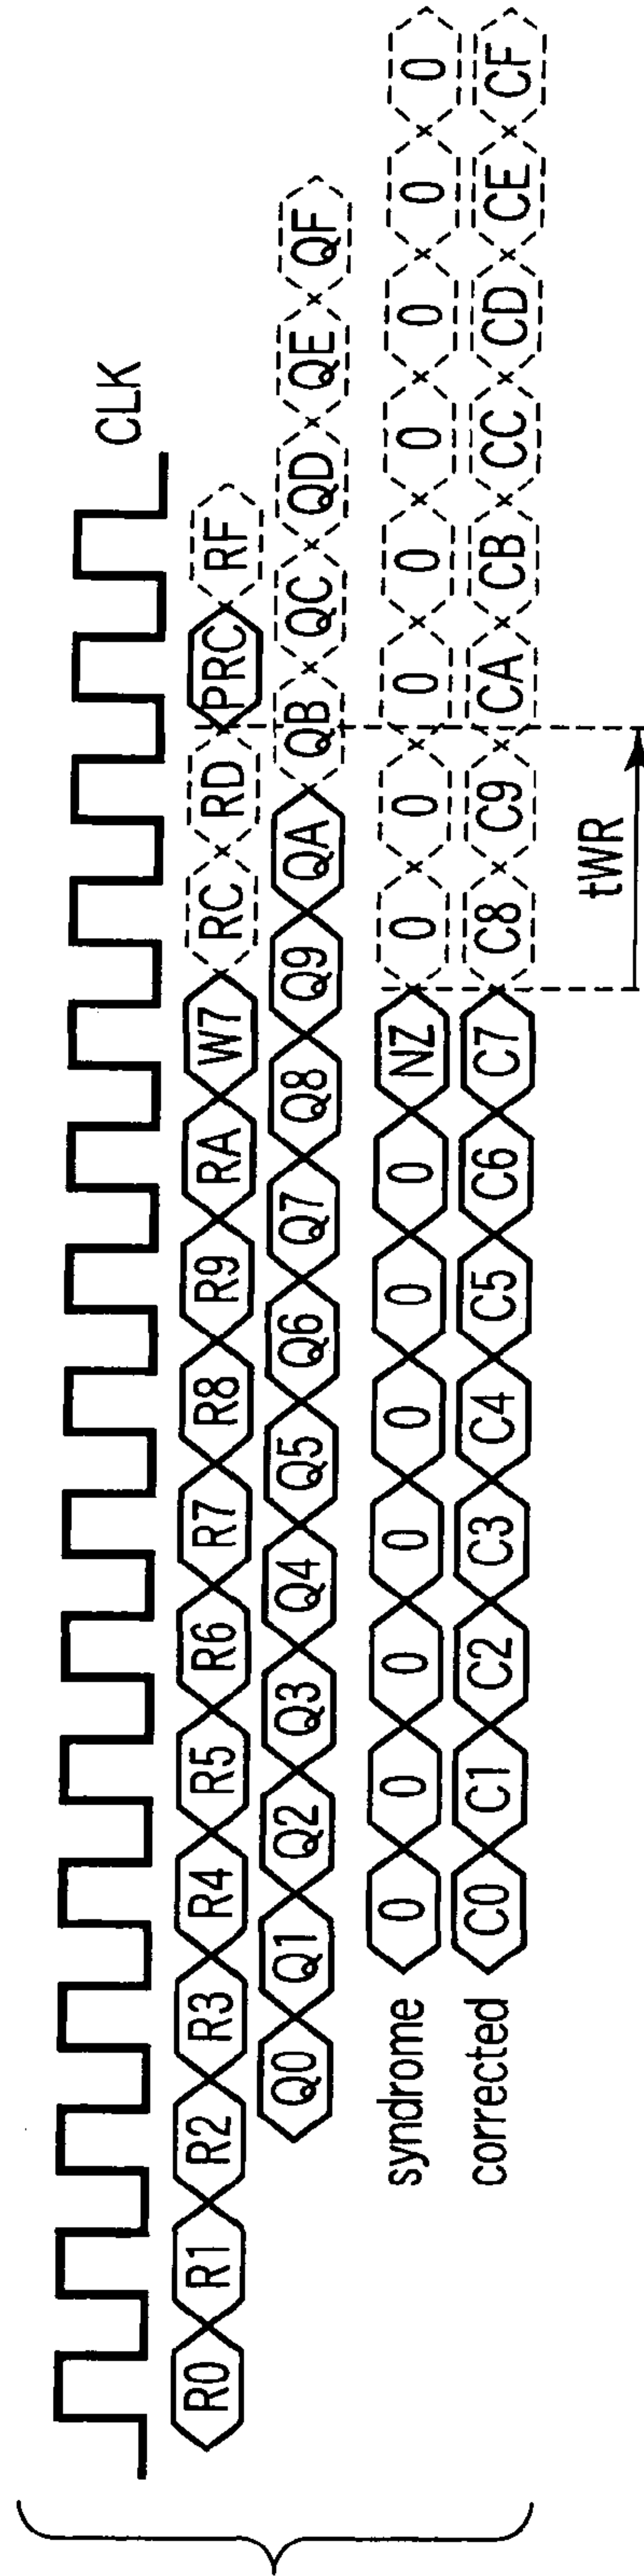 CLK
R0 R1 R2 R3 R4 R5 R6 R7 R8 R9 RA W7 RC RD PRC RF
Q0 Q1 Q2 Q3 Q4 Q5 Q6 Q7 Q8 Q9 QA QB QC QD QE QF
syndrome 0 0 0 0 0 0 0 NZ 0 0 0 0 0 0 0 0
corrected C0 C1 C2 C3 C4 C5 C6 C7 C8 C9 CA CB CC CD CE CF
tWR